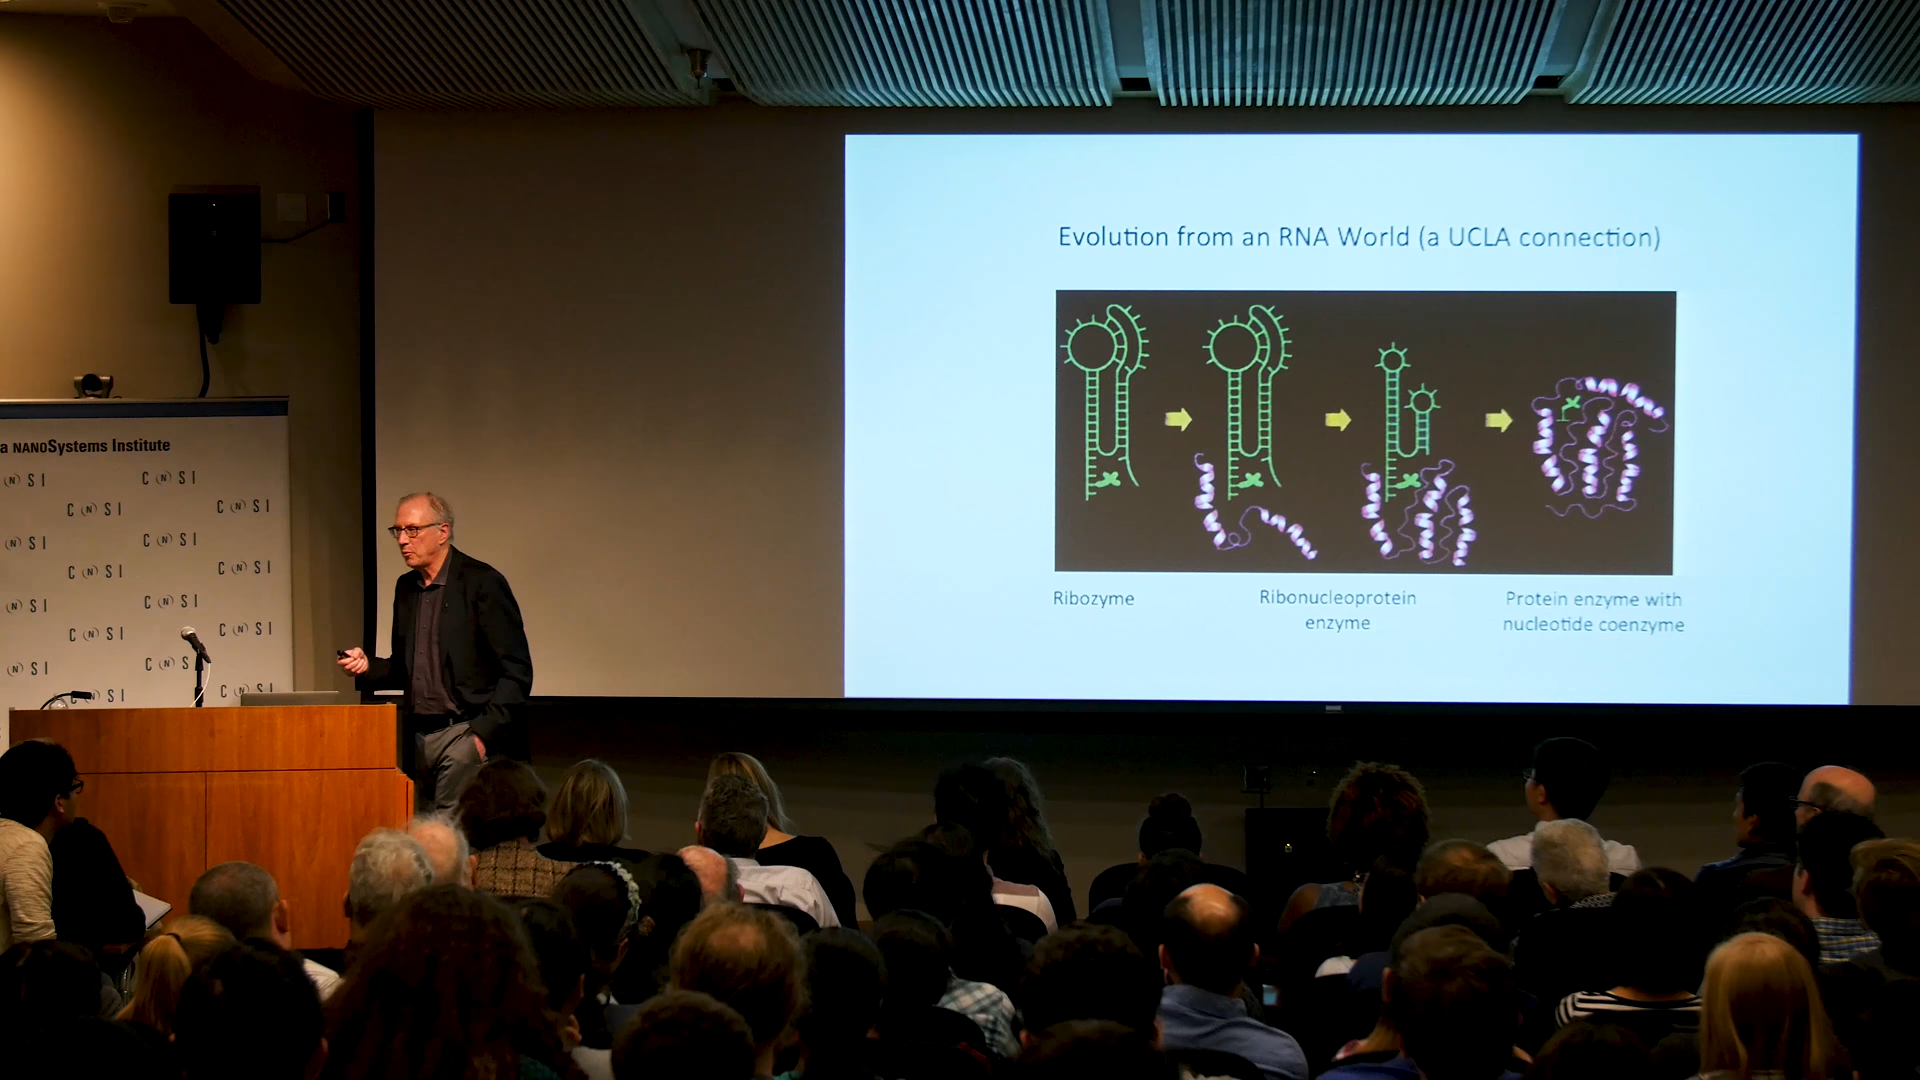 a NANOSystems Institute
(N) S I
C (N) S I
C (N) S I
C (N) S I
(N) S I
C (N) S I
C (N) S I
C (N) S I
(N) S I
C (N) S I
C (N) S I
C (N) S I
(N) S I
C (N) S
C (N) S I
C (N) S I
Evolution from an RNA World (a UCLA connection)
Ribozyme
Ribonucleoprotein
enzyme
Protein enzyme with
nucleotide coenzyme